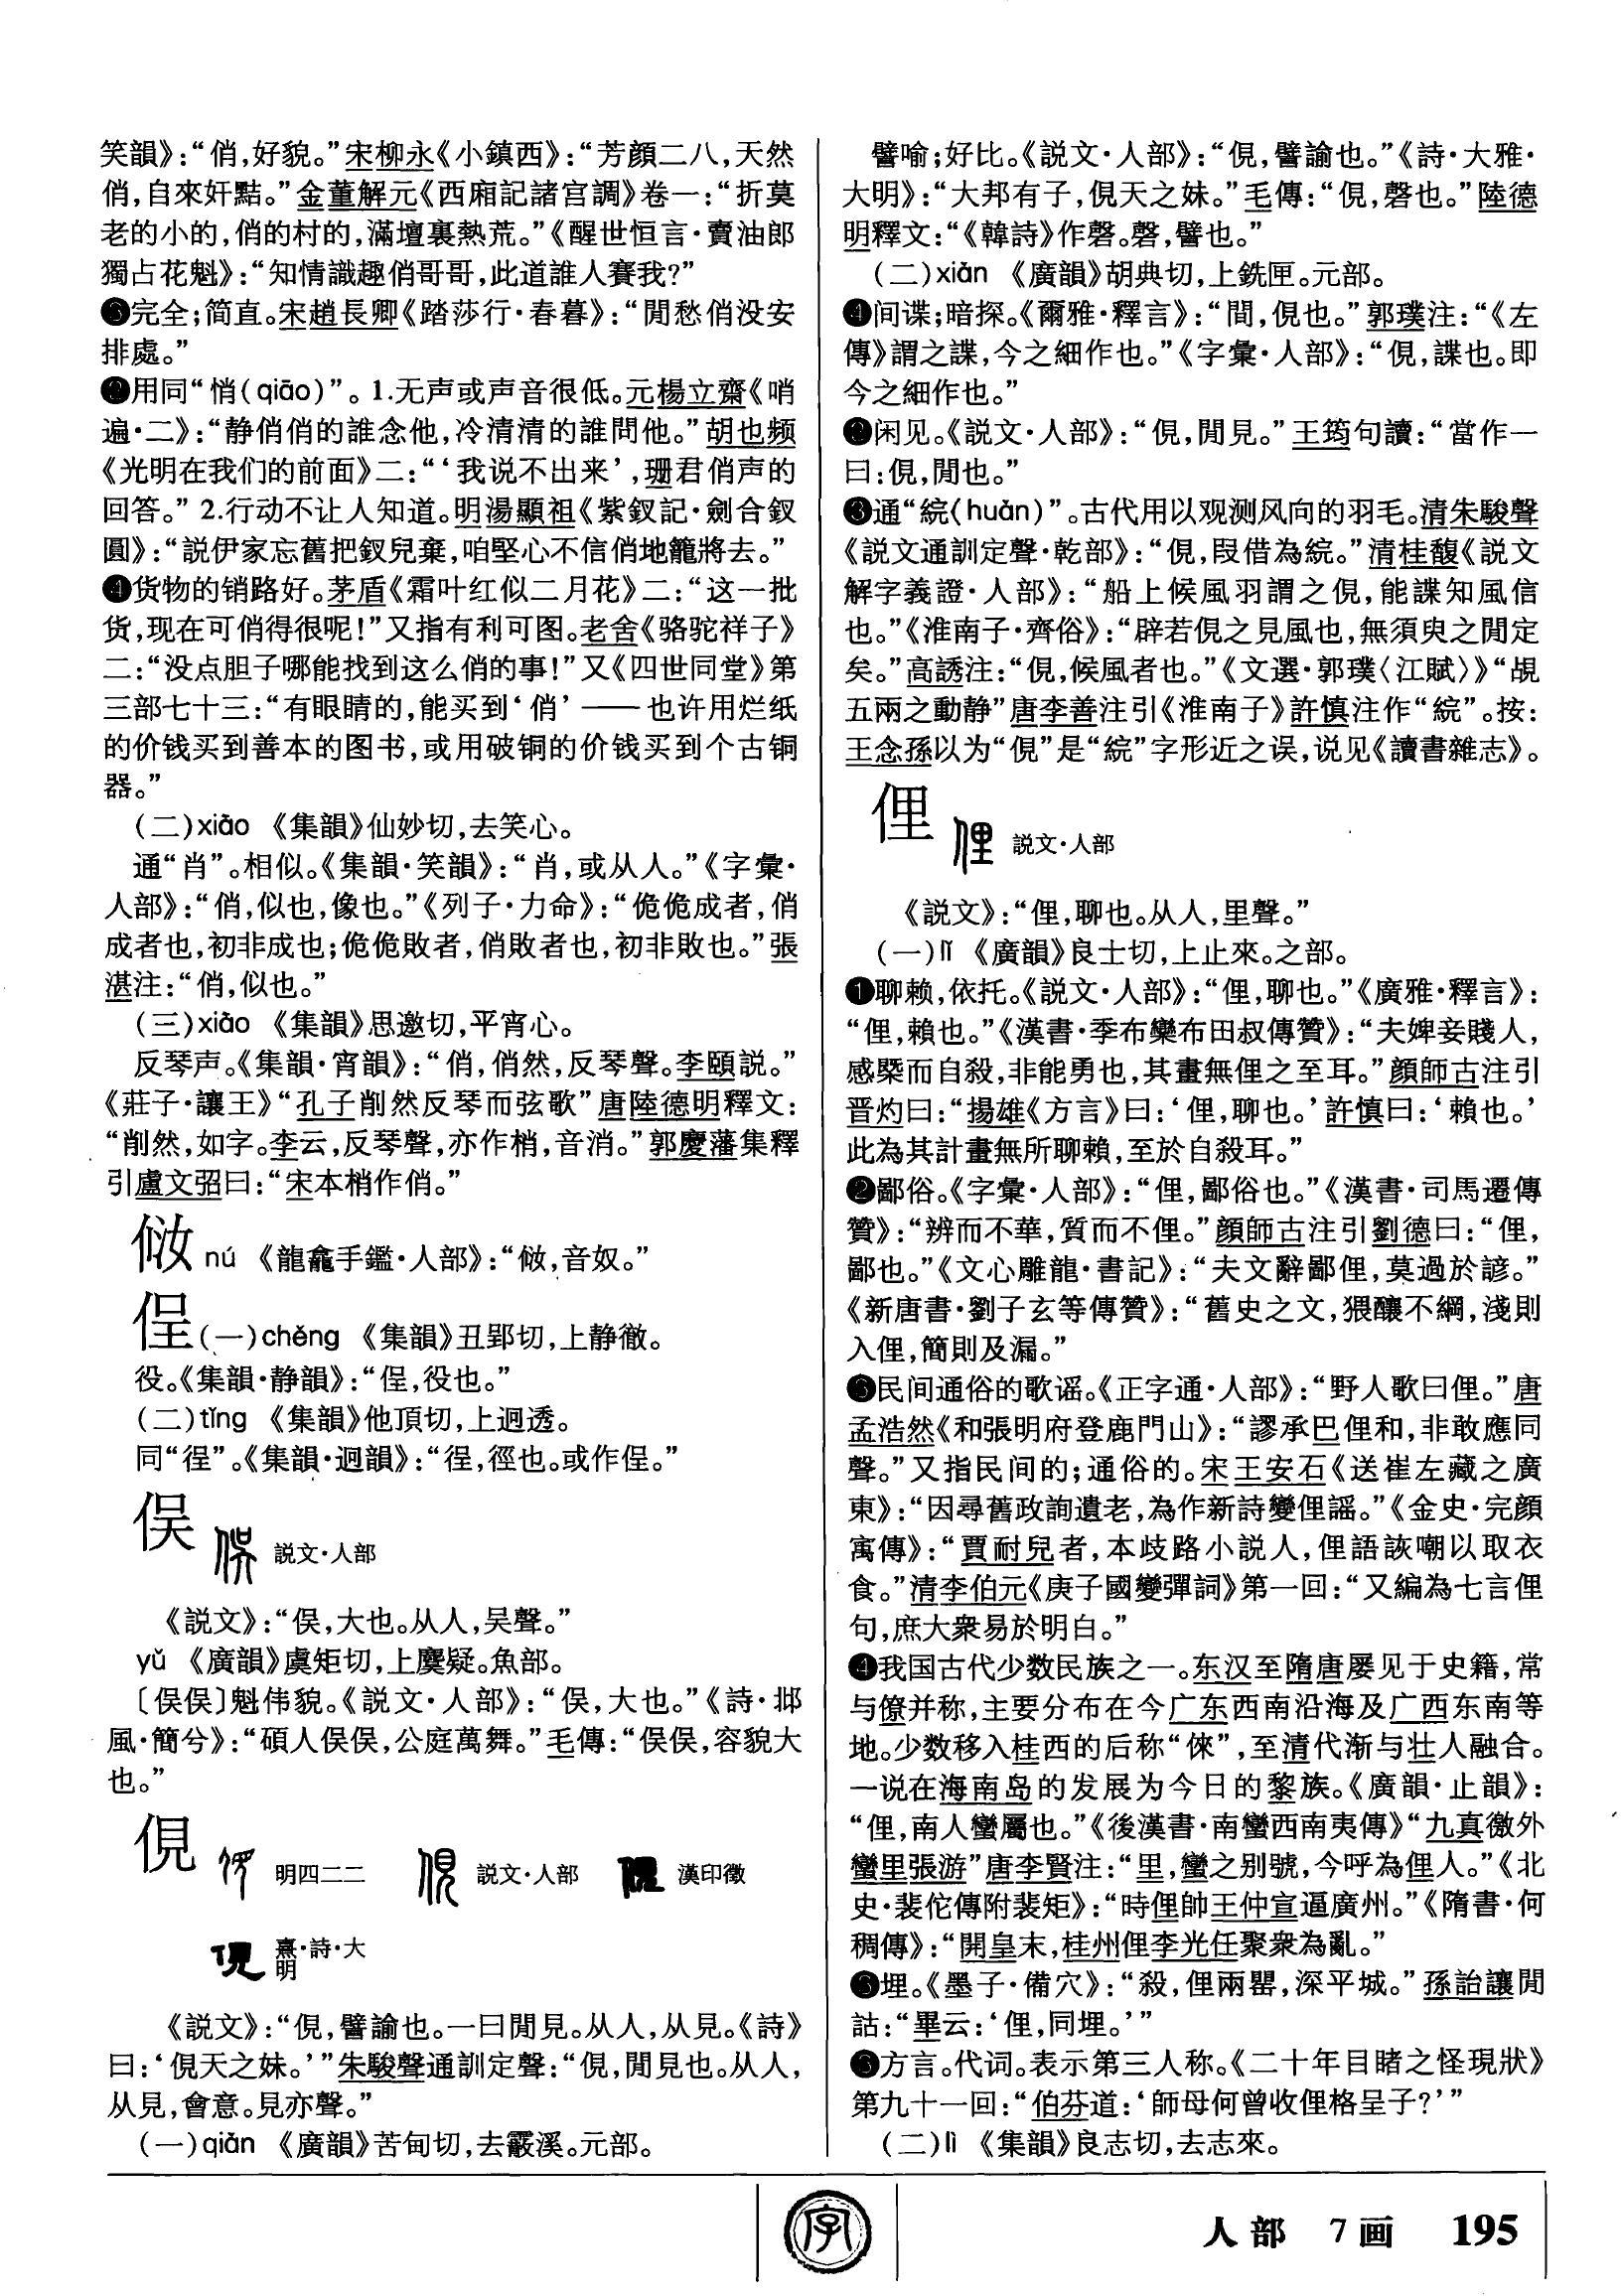 笑韻》：“俏，好貌。”宋柳永《小鎮西》：“芳顔二八，天然
俏，自來奸黠。”金董解元《西廂記諸宫調》卷一：“折莫
老的小的，俏的村的，滿壇裏熱荒。”《醒世恒言·賣油郎
獨占花魁》：“知情識趣俏哥哥，此道誰人賽我？”
完全；简直。宋趙長卿《踏莎行·春暮》：“閒愁俏没安
排處。”
用同“悄（qiāo）”。1.无声或声音很低。元楊立齋《哨
遍·二》：“静俏俏的誰念他，冷清清的誰問他。”胡也频
《光明在我们的前面》二：“‘我说不出来’，珊君俏声的
回答。”2.行动不让人知道。明湯顯祖《紫釵記·劍合釵
圓》：“説伊家忘舊把釵兒棄，咱堅心不信俏地籠將去。”
❹货物的销路好。茅盾《霜叶红似二月花》二：“这一批
货，现在可俏得很呢！”又指有利可图。老舍《骆驼祥子》
二：“没点胆子哪能找到这么俏的事！”又《四世同堂》第
三部七十三：“有眼睛的，能买到‘俏’——也许用烂纸
的价钱买到善本的图书，或用破铜的价钱买到个古铜
器。”
（二）xiào 《集韻》仙妙切，去笑心。
通“肖”。相似。《集韻·笑韻》：“肖，或从人。”《字彙·
人部》：“俏，似也，像也。”《列子·力命》：“佹佹成者，俏
成者也，初非成也；佹佹敗者，俏敗者也，初非敗也。”張
湛注：“俏，似也。”
（三）xiāo 《集韻》思邀切，平宵心。
反琴声。《集韻·宵韻》：“俏，俏然，反琴聲。李頤説。”
《莊子·讓王》“孔子削然反琴而弦歌”唐陸德明釋文：
“削然，如字。李云，反琴聲，亦作梢，音消。”郭慶藩集釋
引盧文弨曰：“宋本梢作俏。”
nú 《龍龕手鑑·人部》：“，音奴。”
侱（一）chěng 《集韻》丑郢切，上静徹。
役。《集韻·静韻》：“侱，役也。”
（二）tǐng 《集韻》他頂切，上迥透。
同“徎”。《集韻·迥韻》：“徎，徑也。或作侱。”
俁 説文·人部
《説文》：“俁，大也。从人，吴聲。”
yǔ 《廣韻》虞矩切，上麌疑。魚部。
〔俁俁〕魁伟貌。《説文·人部》：“俁，大也。”《詩·邶
風·簡兮》：“碩人俁俁，公庭萬舞。”毛傳：“俁俁，容貌大
也。”
俔 明四二二 説文·人部 漢印徵
熹·詩·大
明
《説文》：“俔，譬諭也。一曰閒見。从人，从見。《詩》
曰：‘俔天之妹。’”朱駿聲通訓定聲：“俔，閒見也。从人，
从見，會意。見亦聲。”
（一）qiàn 《廣韻》苦甸切，去霰溪。元部。
譬喻；好比。《説文·人部》：“俔，譬諭也。”《詩·大雅·
大明》：“大邦有子，俔天之妹。”毛傳：“俔，磬也。”陸德
明釋文：“《韓詩》作磬。磬，譬也。”
（二）xiàn 《廣韻》胡典切，上銑匣。元部。
间谍；暗探。《爾雅·釋言》：“間，俔也。”郭璞注：“《左
傳》謂之諜，今之細作也。”《字彙·人部》：“俔，諜也。即
今之細作也。”
❷闲见。《説文·人部》：“俔，閒見。”王筠句讀：“當作一
曰：俔，閒也。”
❸通“綄（huán）”。古代用以观测风向的羽毛。清朱駿聲
《説文通訓定聲·乾部》：“俔，叚借為綄。”清桂馥《説文
解字義證·人部》：“船上候風羽謂之俔，能諜知風信
也。”《淮南子·齊俗》：“辟若俔之見風也，無須臾之閒定
矣。”高誘注：“俔，候風者也。”《文選·郭璞〈江賦〉》“覘
五兩之動静”唐李善注引《淮南子》許慎注作“綄”。按：
王念孫以为“俔”是“綄”字形近之误，说见《讀書雜志》。
俚 説文·人部
《説文》：“俚，聊也。从人，里聲。”
（一）lǐ 《廣韻》良士切，上止來。之部。
❶聊赖，依托。《説文·人部》：“俚，聊也。”《廣雅·釋言》：
“俚，賴也。”《漢書·季布欒布田叔傳贊》：“夫婢妾賤人，
感槩而自殺，非能勇也，其畫無俚之至耳。”顔師古注引
晋灼曰：“揚雄《方言》曰：‘俚，聊也。’許慎曰：‘賴也。’
此為其計畫無所聊賴，至於自殺耳。”
❷鄙俗。《字彙·人部》：“俚，鄙俗也。”《漢書·司馬遷傳
贊》：“辨而不華，質而不俚。”顔師古注引劉德曰：“俚，
鄙也。”《文心雕龍·書記》：“夫文辭鄙俚，莫過於諺。”
《新唐書·劉子玄等傳贊》：“舊史之文，猥釀不綱，淺則
入俚，簡則及漏。”
民间通俗的歌谣。《正字通·人部》：“野人歌曰俚。”唐
孟浩然《和張明府登鹿門山》：“謬承巴俚和，非敢應同
聲。”又指民间的；通俗的。宋王安石《送崔左藏之廣
東》：“因尋舊政詢遺老，為作新詩變俚謡。”《金史·完顔
寓傳》：“賈耐兒者，本歧路小説人，俚語詼嘲以取衣
食。”清李伯元《庚子國變彈詞》第一回：“又編為七言俚
句，庶大衆易於明白。”
❹我国古代少数民族之一。东汉至隋唐屡见于史籍，常
与僚并称，主要分布在今广东西南沿海及广西东南等
地。少数移入桂西的后称“倈”，至清代渐与壮人融合。
一说在海南岛的发展为今日的黎族。《廣韻·止韻》：
“俚，南人蠻屬也。”《後漢書·南蠻西南夷傳》“九真徼外
蠻里張游”唐李賢注：“里，蠻之别號，今呼為俚人。”《北
史·裴佗傳附裴矩》：“時俚帥王仲宣逼廣州。”《隋書·何
稠傳》：“開皇末，桂州俚李光仕聚衆為亂。”
埋。《墨子·備穴》：“殺，俚兩罌，深平城。”孫詒讓閒
詁：“畢云：‘俚，同埋。’”
方言。代词。表示第三人称。《二十年目睹之怪現狀》
第九十一回：“伯芬道：‘師母何曾收俚格呈子？’”
（二）lì 《集韻》良志切，去志來。
字
人部 7画 195